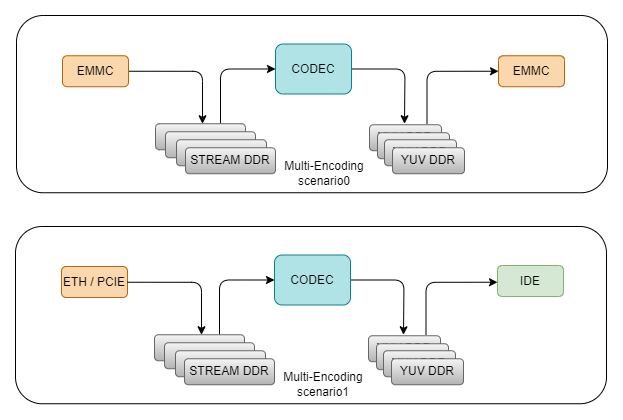 EMMC
CODEC
EMMC
STREAM DDR
YUV DDR
Multi-Encoding
scenario0
ETH / PCIE
CODEC
IDE
STREAM DDR
YUV DDR
Multi-Encoding
scenario1